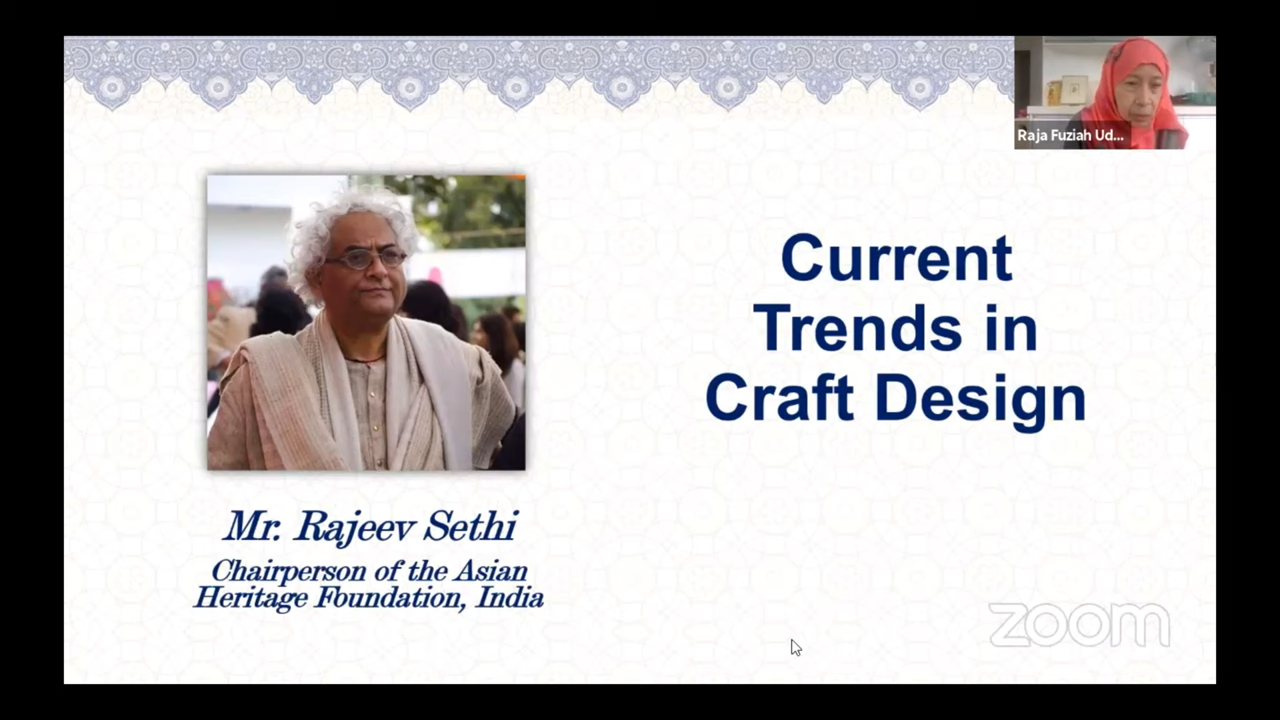 Raja Fuziah Ud...
Current
Trends in
Craft Design
Mr. Rajeev Sethi
Chairperson of the Asian
Heritage Foundation, India
zoom